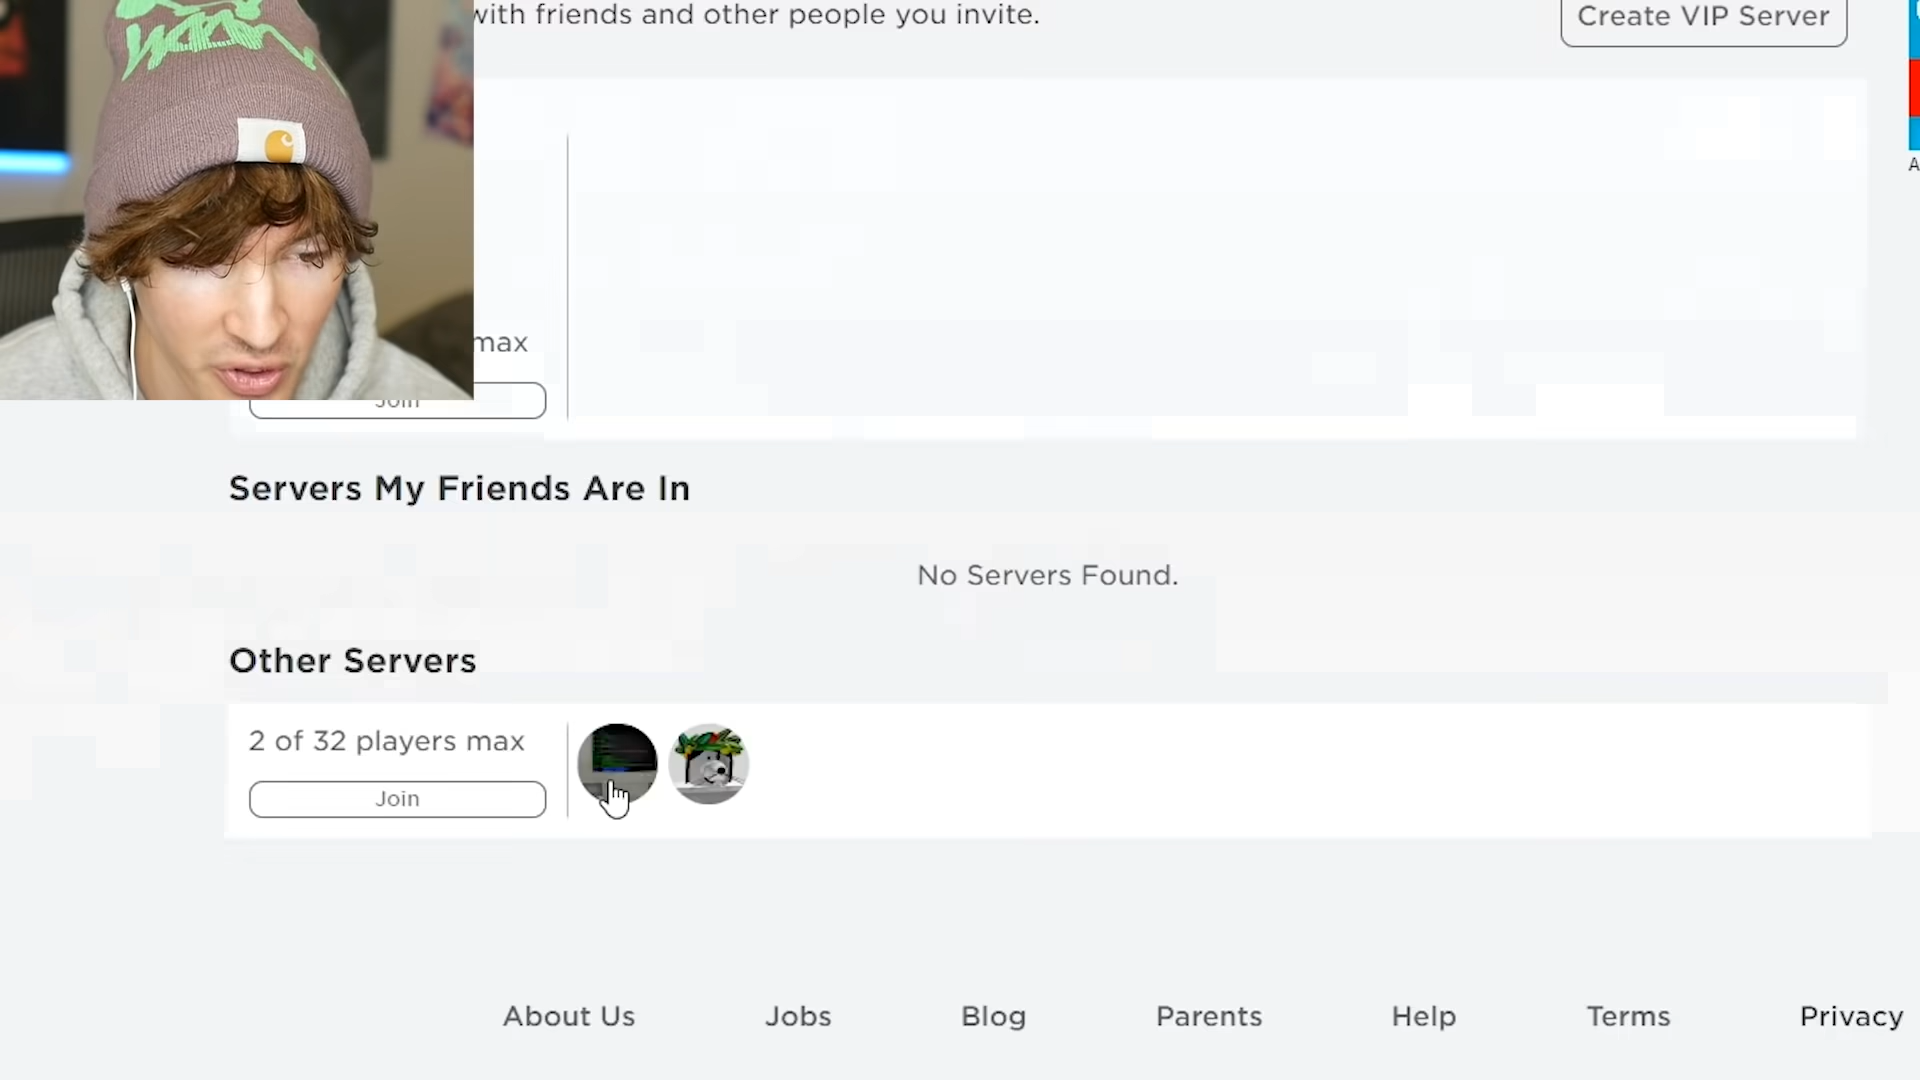 with friends and other people you invite.
Create VIP Server
max
Join
Servers My Friends Are In
No Servers Found.
Other Servers
2 of 32 players max
Join
About Us
Jobs
Blog
Parents
Help
Terms
Privacy